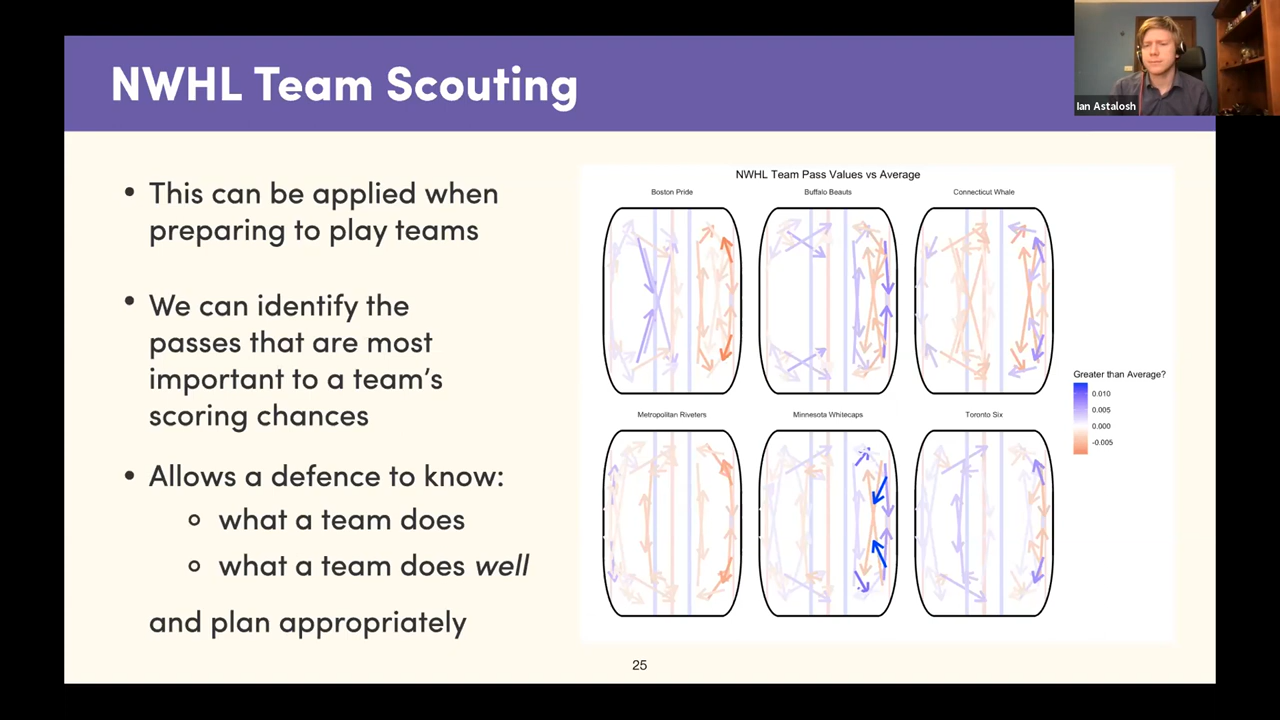 NWHL Team Scouting
Ian Astalosh
• This can be applied when
preparing to play teams
• We can identify the
passes that are most
important to a team's
scoring chances
• Allows a defence to know:
○ what a team does
○ what a team does well
and plan appropriately
NWHL Team Pass Values vs Average
Boston Pride
Buffalo Beauts
Connecticut Whale
Metropolitan Riveters
Minnesota Whitecaps
Toronto Six
Greater than Average?
0.010
0.005
0.000
-0.005
25